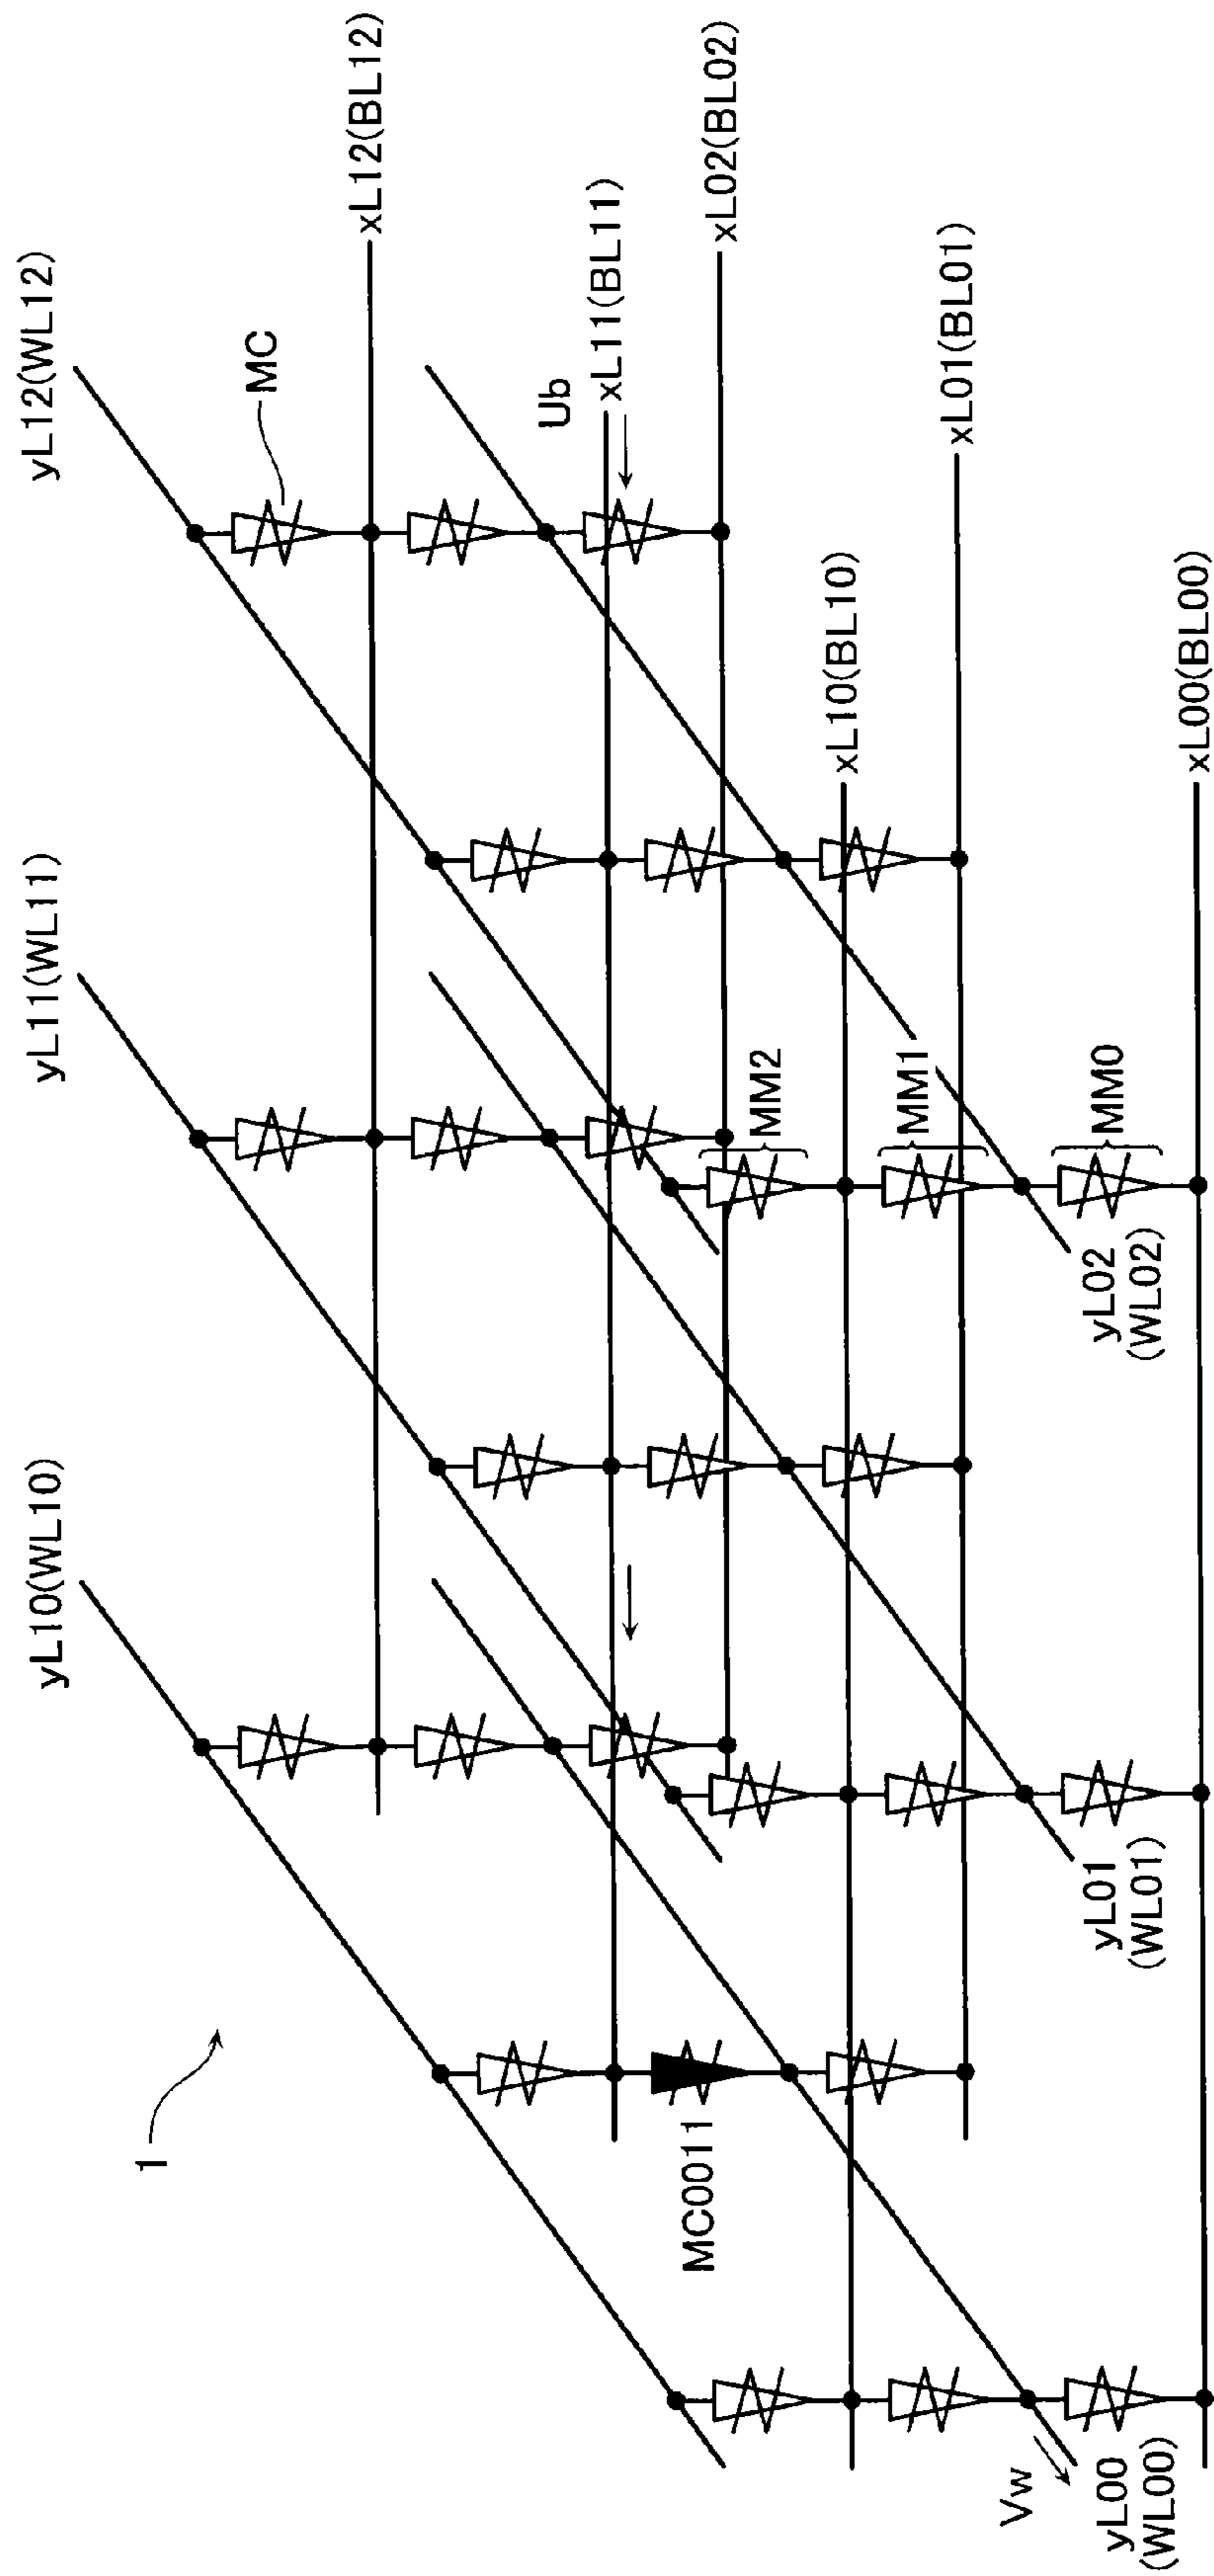 1
yL10(WL10)
yL11(WL11)
yL12(WL12)
MC
xL12(BL12)
Ub
xL11(BL11)
xL02(BL02)
MC0011
MM2
xL10(BL10)
MM1
xL01(BL01)
MM0
Vw
yL00
(WL00)
yL01
(WL01)
yL02
(WL02)
xL00(BL00)